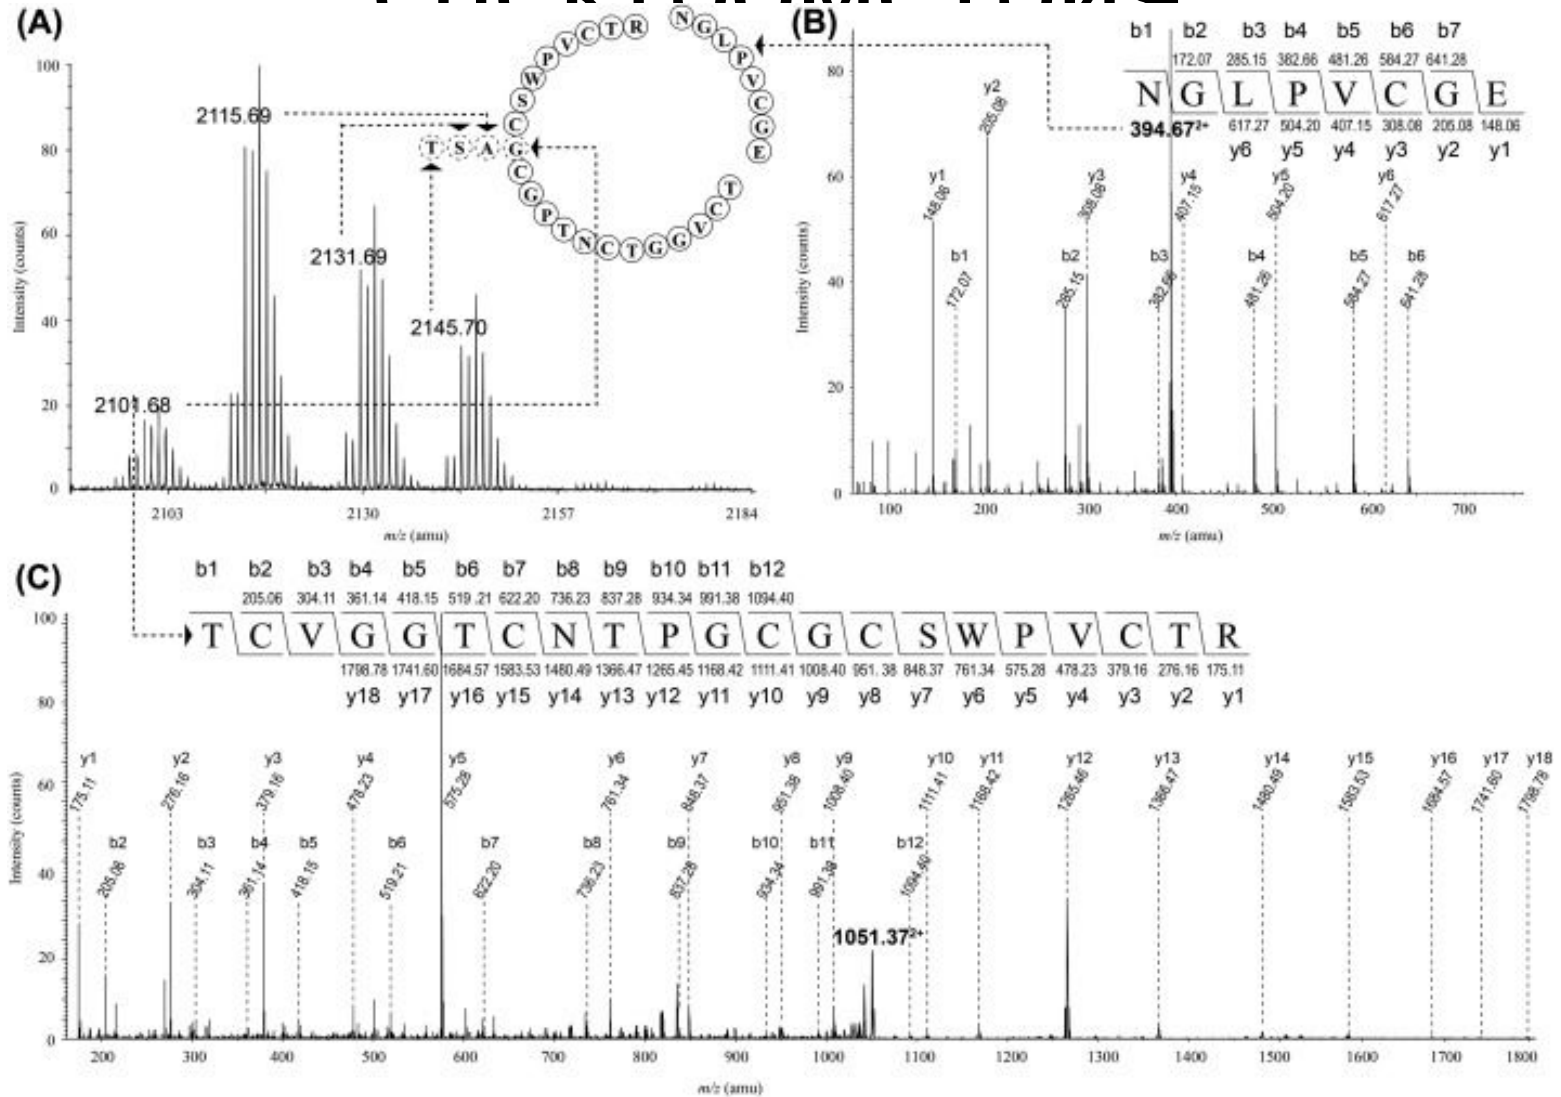 (A)
100
80
60
40
20
0
Intensity (counts)
2115.69
2131.69
2145.70
2101.68
2103
2130
2157
2184
m/z (amu)
R T C V P W S C G C G P T N C T G G V C T
N G L P V C G E
T S A
(B)
80
60
40
20
0
Intensity (counts)
b1 b2 b3 b4 b5 b6 b7
172.07 285.15 382.66 481.26 584.27 641.28
N G L P V C G E
394.67²⁺ 617.27 504.20 407.15 308.08 205.08 148.06
y6 y5 y4 y3 y2 y1
y2
205.08
y1 y3 y4 y5 y6
148.06 308.08 407.15 504.20 617.27
b1 b2 b3 b4 b5 b6
172.07 285.15 382.66 481.26 584.27 641.28
100 200 300 400 500 600 700
m/z (amu)
(C)
b1 b2 b3 b4 b5 b6 b7 b8 b9 b10 b11 b12
205.06 304.11 361.14 418.15 519.21 622.20 736.23 837.28 934.34 991.38 1094.40
T C V G G T C N T P G C G C S W P V C T R
1798.78 1741.60 1684.57 1583.53 1480.49 1366.47 1265.45 1168.42 1111.41 1008.40 951.38 848.37 761.34 575.28 478.23 379.16 276.16 175.11
y18 y17 y16 y15 y14 y13 y12 y11 y10 y9 y8 y7 y6 y5 y4 y3 y2 y1
100
80
60
40
20
0
Intensity (counts)
y1 y2 y3 y4 y5 y6 y7 y8 y9 y10 y11 y12 y13 y14 y15 y16 y17 y18
175.11 276.16 379.16 478.23 575.28 761.34 848.37 951.38 1008.40 1111.41 1168.42 1265.46 1366.47 1480.49 1583.53 1684.57 1741.60 1798.78
b2 b3 b4 b5 b6 b7 b8 b9 b10 b11 b12
205.06 304.11 361.14 418.15 519.21 622.20 736.23 837.28 934.34 991.38 1094.40
1051.37²⁺
200 300 400 500 600 700 800 900 1000 1100 1200 1300 1400 1500 1600 1700 1800
m/z (amu)